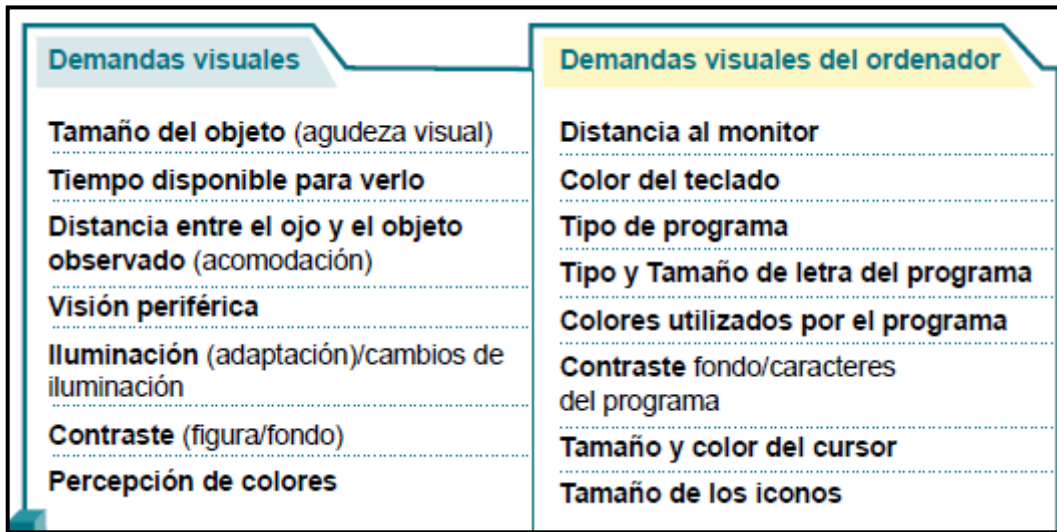 Demandas visuales
Tamaño del objeto (agudeza visual)
Tiempo disponible para verlo
Distancia entre el ojo y el objeto
observado (acomodación)
Visión periférica
Iluminación (adaptación)/cambios de
iluminación
Contraste (figura/fondo)
Percepción de colores
Demandas visuales del ordenador
Distancia al monitor
Color del teclado
Tipo de programa
Tipo y Tamaño de letra del programa
Colores utilizados por el programa
Contraste fondo/caracteres
del programa
Tamaño y color del cursor
Tamaño de los iconos